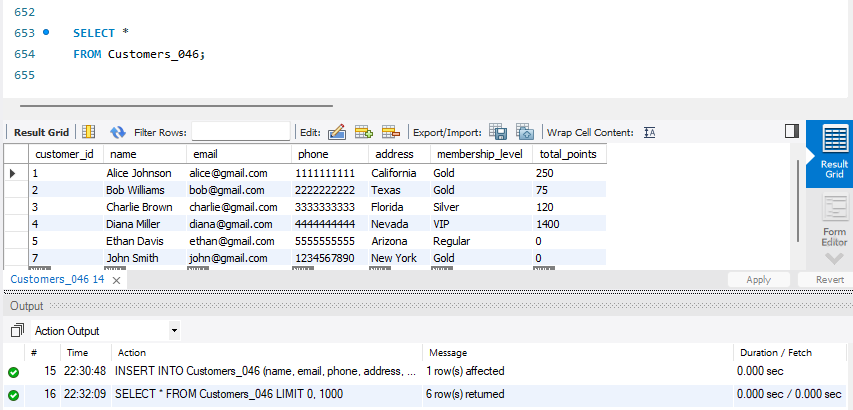 652
653 SELECT *
654 FROM Customers_046;
655
Result Grid Filter Rows: Edit: Export/Import: Wrap Cell Content:
customer_id name email phone address membership_level total_points
1 Alice Johnson alice@gmail.com 1111111111 California Gold 250
2 Bob Williams bob@gmail.com 2222222222 Texas Gold 75
3 Charlie Brown charlie@gmail.com 3333333333 Florida Silver 120
4 Diana Miller diana@gmail.com 4444444444 Nevada VIP 1400
5 Ethan Davis ethan@gmail.com 5555555555 Arizona Regular 0
7 John Smith john@gmail.com 1234567890 New York Gold 0
NULL NULL NULL NULL NULL NULL NULL
Result
Grid
Form
Editor
Customers_046 14 Apply Revert
Output
Action Output
# Time Action Message Duration / Fetch
15 22:30:48 INSERT INTO Customers_046 (name, email, phone, address, ... 1 row(s) affected 0.000 sec
16 22:32:09 SELECT * FROM Customers_046 LIMIT 0, 1000 6 row(s) returned 0.000 sec / 0.000 sec